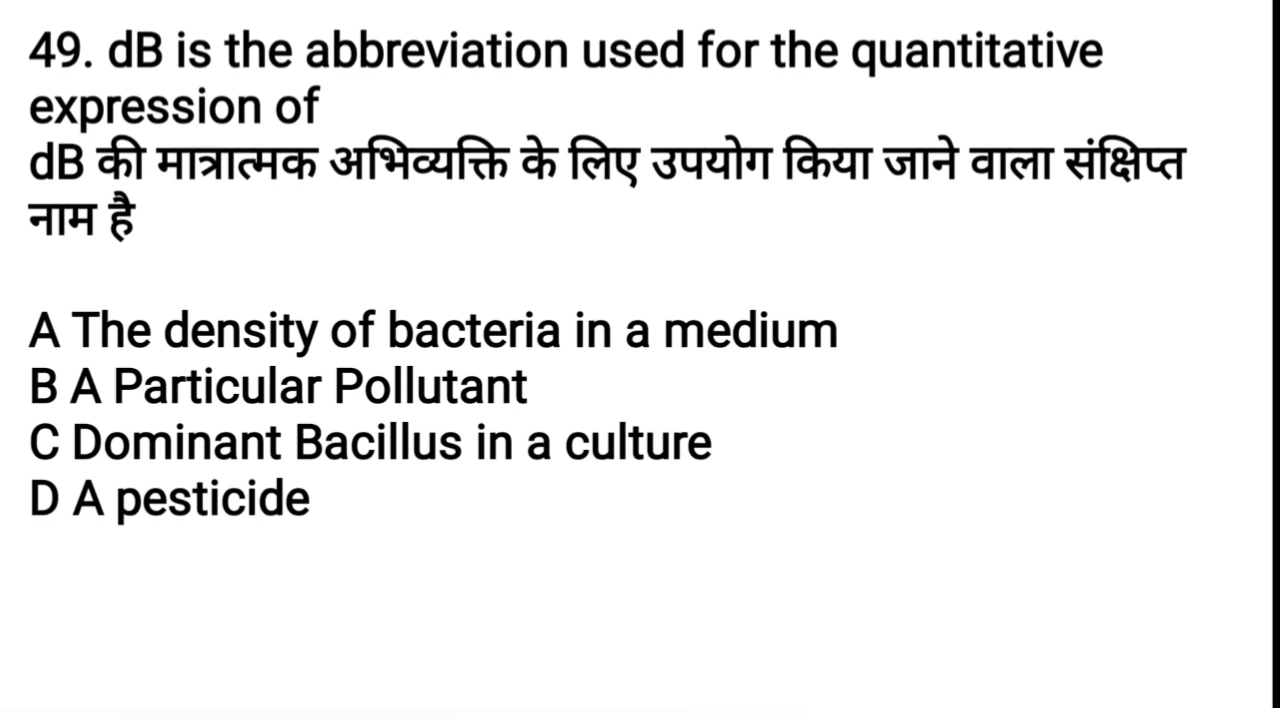 49. dB is the abbreviation used for the quantitative
expression of
dB की मात्रात्मक अभिव्यक्ति के लिए उपयोग किया जाने वाला संक्षिप्त
नाम है
A The density of bacteria in a medium
B A Particular Pollutant
C Dominant Bacillus in a culture
D A pesticide